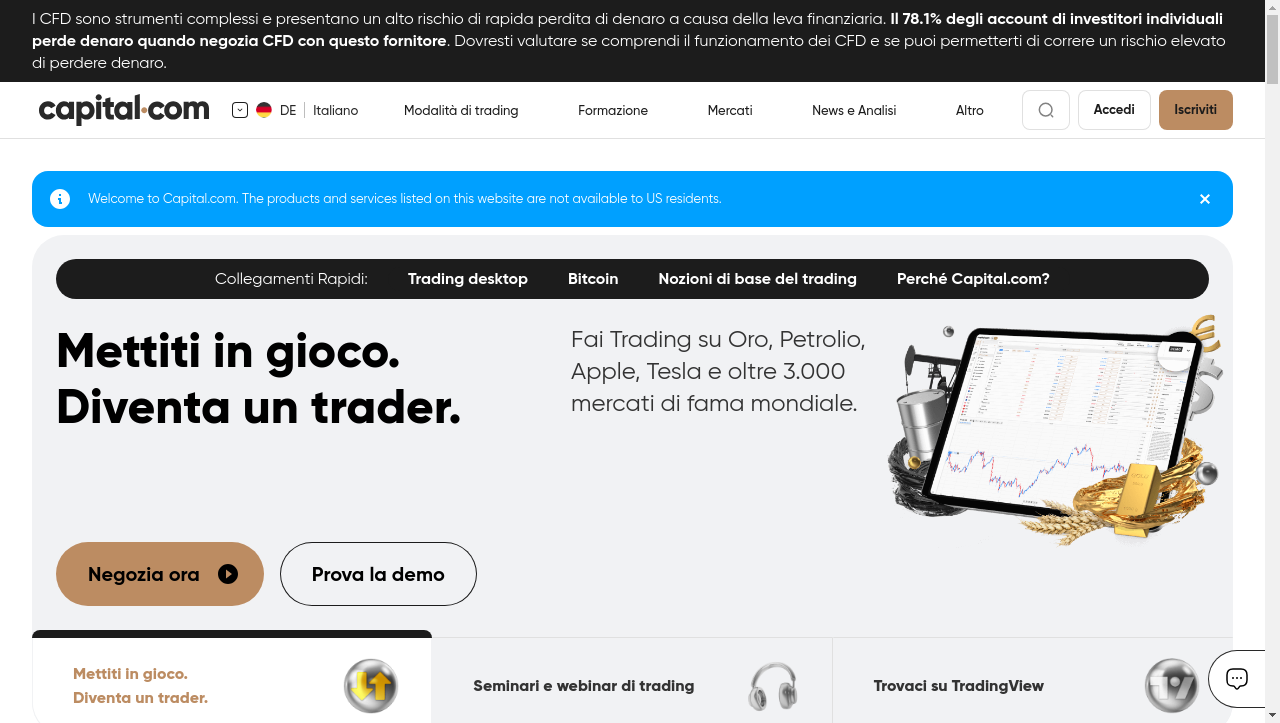 I CFD sono strumenti complessi e presentano un alto rischio di rapida perdita di denaro a causa della leva finanziaria. Il 78.1% degli account di investitori individuali
perde denaro quando negozia CFD con questo fornitore. Dovresti valutare se comprendi il funzionamento dei CFD e se puoi permetterti di correre un rischio elevato
di perdere denaro.
capital.com
DE | Italiano
Modalità di trading
Formazione
Mercati
News e Analisi
Altro
Accedi
Iscriviti
Welcome to Capital.com. The products and services listed on this website are not available to US residents.
Collegamenti Rapidi:
Trading desktop
Bitcoin
Nozioni di base del trading
Perché Capital.com?
Mettiti in gioco.
Diventa un trader.
Fai Trading su Oro, Petrolio,
Apple, Tesla e oltre 3.000
mercati di fama mondiale.
Negozia ora
Prova la demo
Mettiti in gioco.
Diventa un trader.
Seminari e webinar di trading
Trovaci su TradingView